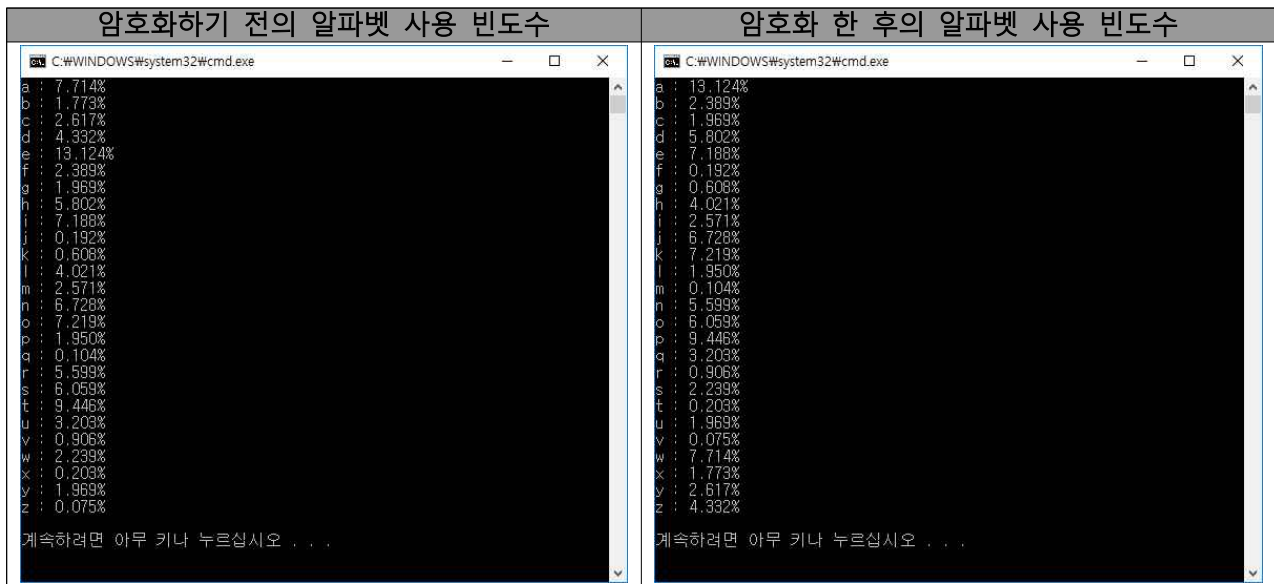 암호화하기 전의 알파벳 사용 빈도수
암호화 한 후의 알파벳 사용 빈도수
C:₩WINDOWS₩system32₩cmd.exe
a : 7.714%
b : 1.773%
c : 2.617%
d : 4.332%
e : 13.124%
f : 2.389%
g : 1.969%
h : 5.802%
i : 7.188%
j : 0.192%
k : 0.608%
l : 4.021%
m : 2.571%
n : 6.728%
o : 7.219%
p : 1.950%
q : 0.104%
r : 5.599%
s : 6.059%
t : 9.446%
u : 3.203%
v : 0.906%
w : 2.239%
x : 0.203%
y : 1.969%
z : 0.075%
계속하려면 아무 키나 누르십시오 . . .
C:₩WINDOWS₩system32₩cmd.exe
a : 13.124%
b : 2.389%
c : 1.969%
d : 5.802%
e : 7.188%
f : 0.192%
g : 0.608%
h : 4.021%
i : 2.571%
j : 6.728%
k : 7.219%
l : 1.950%
m : 0.104%
n : 5.599%
o : 6.059%
p : 9.446%
q : 3.203%
r : 0.906%
s : 2.239%
t : 0.203%
u : 1.969%
v : 0.075%
w : 7.714%
x : 1.773%
y : 2.617%
z : 4.332%
계속하려면 아무 키나 누르십시오 . . .